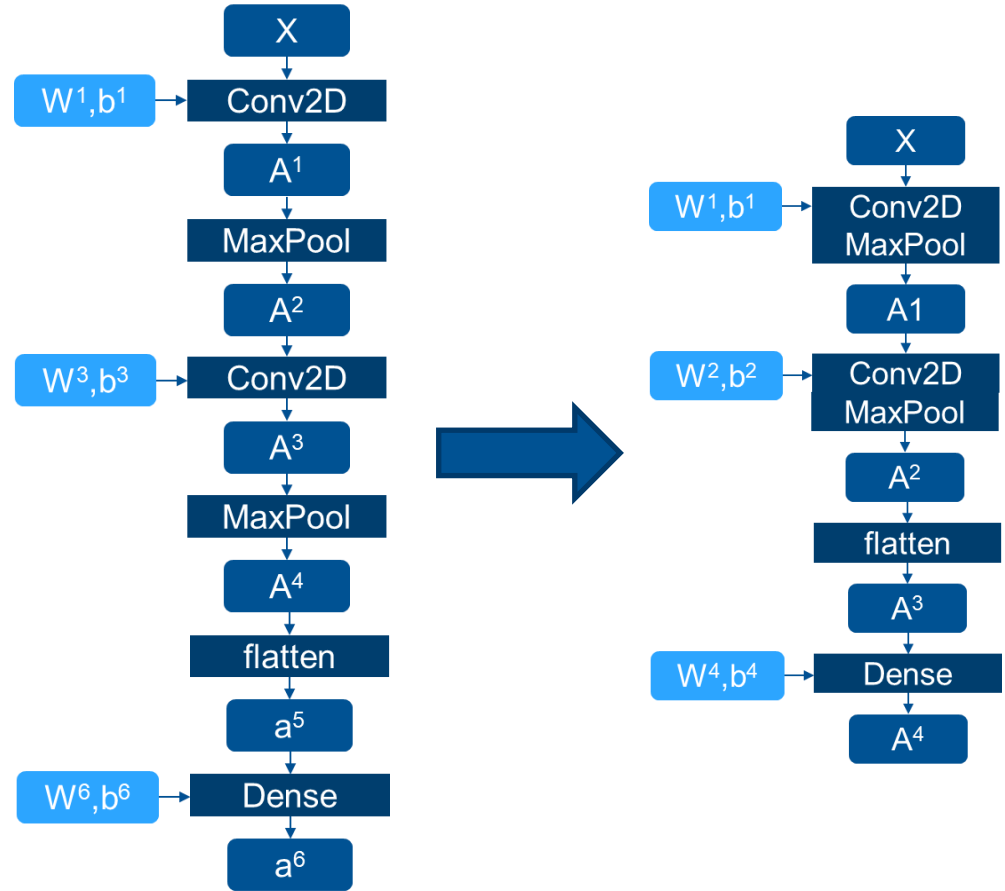 X
W¹,b¹
Conv2D
A¹
MaxPool
A²
W³,b³
Conv2D
A³
MaxPool
A⁴
flatten
a⁵
W⁶,b⁶
Dense
a⁶
X
W¹,b¹
Conv2D
MaxPool
A1
W²,b²
Conv2D
MaxPool
A²
flatten
A³
W⁴,b⁴
Dense
A⁴